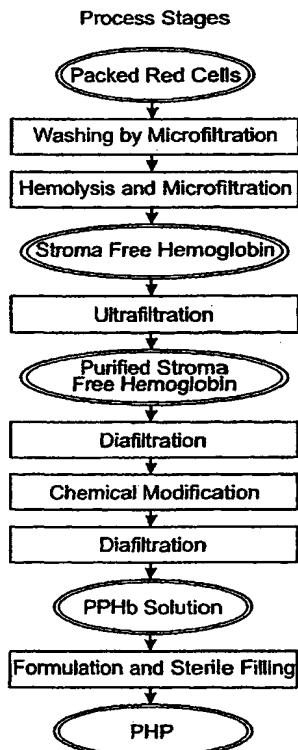 Process Stages
Packed Red Cells
Washing by Microfiltration
Hemolysis and Microfiltration
Stroma Free Hemoglobin
Ultrafiltration
Purified Stroma
Free Hemoglobin
Diafiltration
Chemical Modification
Diafiltration
PPHb Solution
Formulation and Sterile Filling
PHP